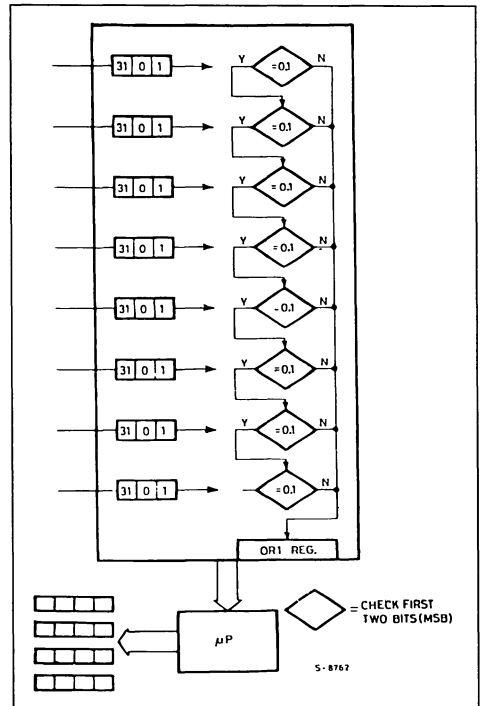 Y N
31 0 1 =0.1
Y N
31 0 1 =0.1
Y N
31 0 1 =0.1
Y N
31 0 1 =0.1
Y N
31 0 1 -0.1
Y N
31 0 1 =0.1
Y N
31 0 1 =0.1
N
31 0 1 =0.1
OR1 REG.
μP
= CHECK FIRST
TWO BITS (MSB)
S-8762